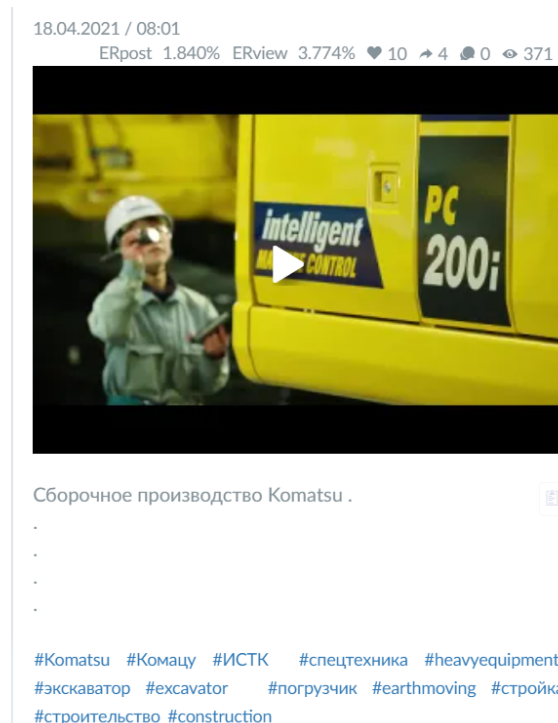 18.04.2021 / 08:01
ERpost 1.840% ERview 3.774% 10 4 0 371
intelligent
CONTROL
PC
200i
Сборочное производство Komatsu .
.
.
.
.
#Komatsu #Комацу #ИСТК #спецтехника #heavyequipment
#экскаватор #excavator #погрузчик #earthmoving #стройка
#строительство #construction